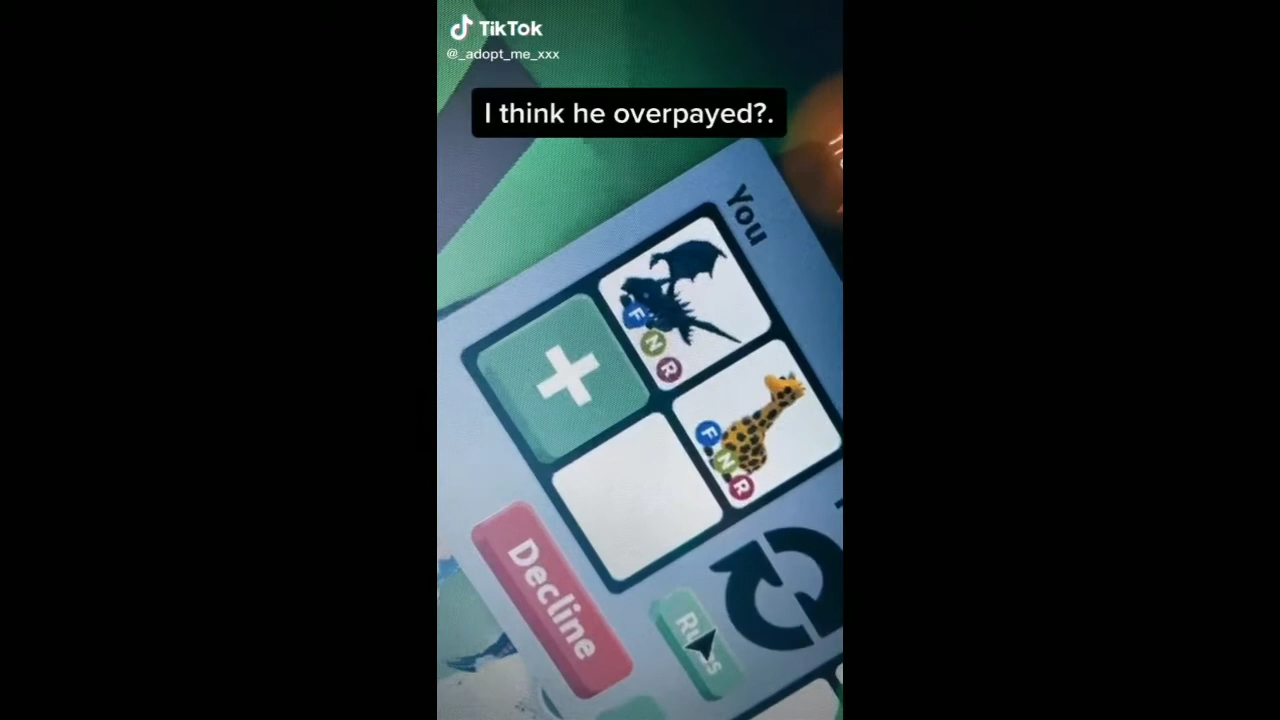 TikTok
@_adopt_me_xxx
I think he overpayed?.
You
F
N
R
F
N
R
Decline